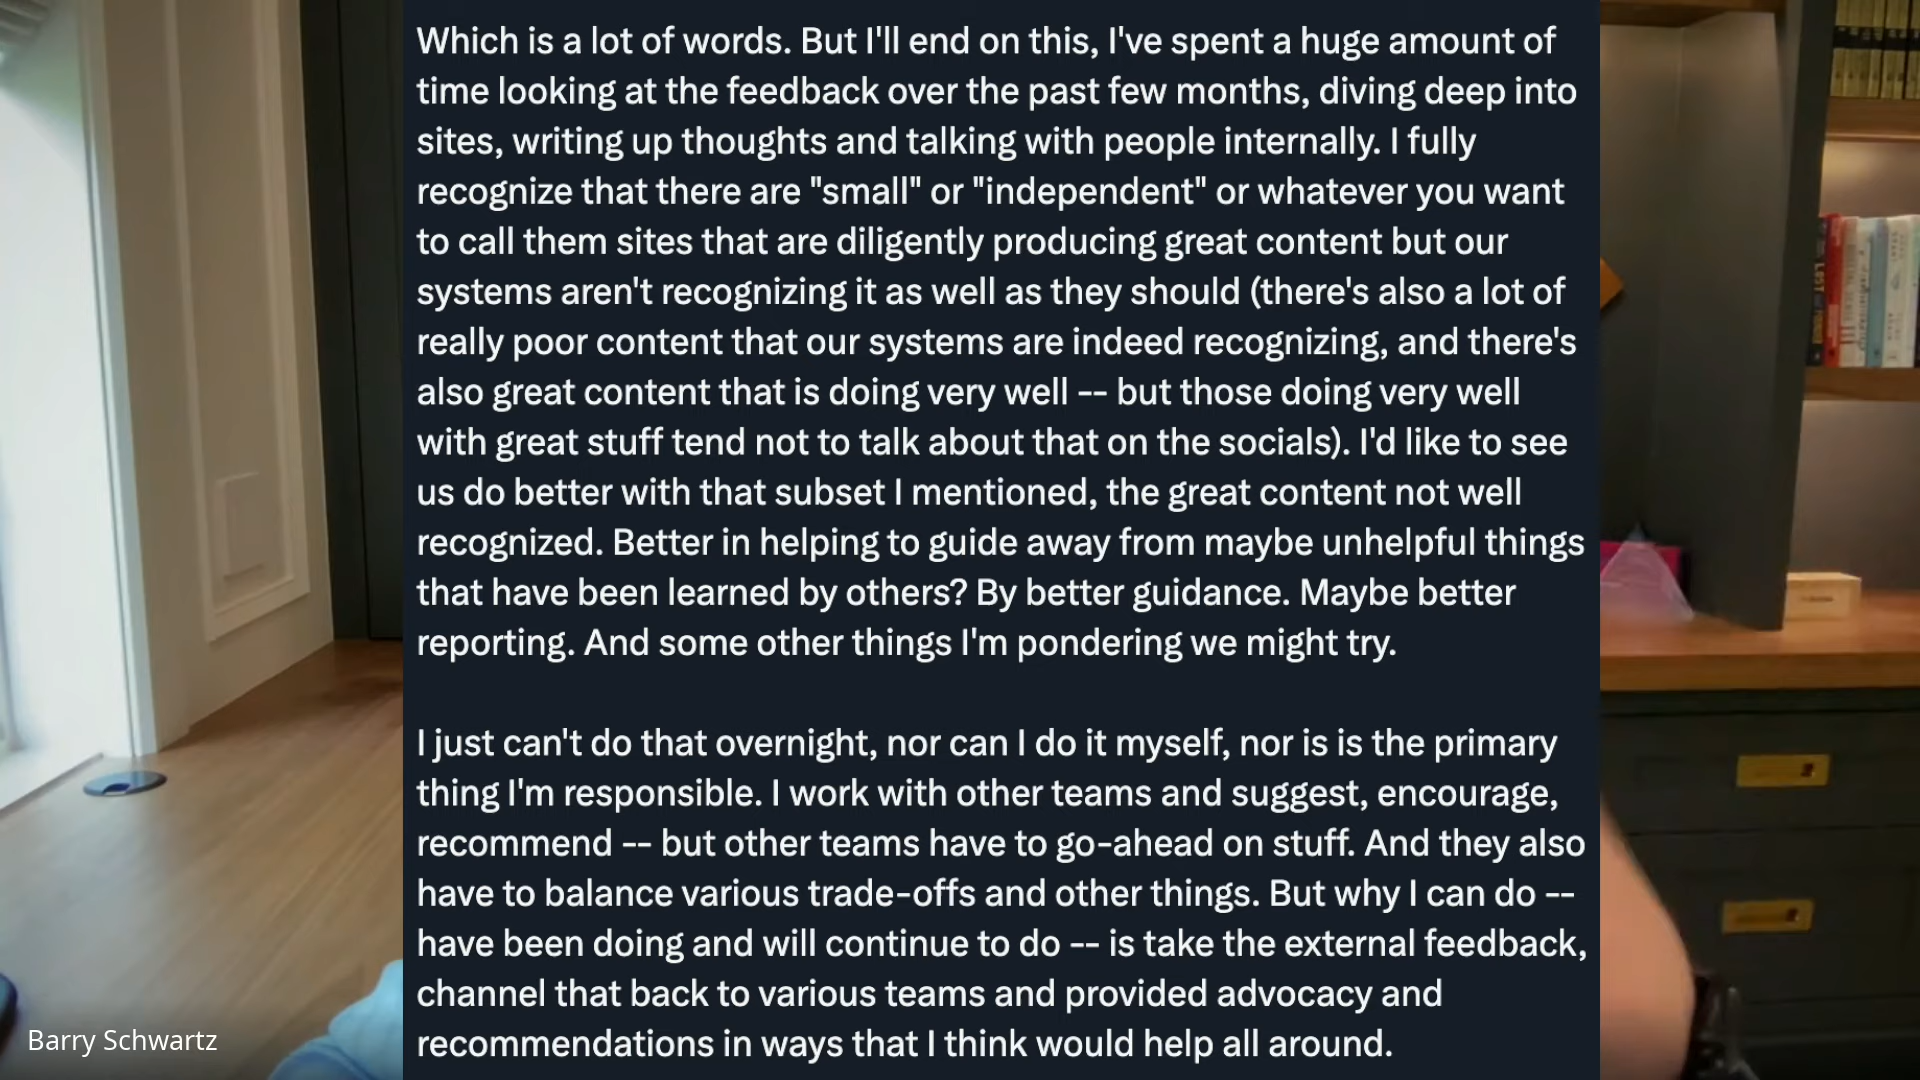 Which is a lot of words. But I'll end on this, I've spent a huge amount of
time looking at the feedback over the past few months, diving deep into
sites, writing up thoughts and talking with people internally. I fully
recognize that there are "small" or "independent" or whatever you want
to call them sites that are diligently producing great content but our
systems aren't recognizing it as well as they should (there's also a lot of
really poor content that our systems are indeed recognizing, and there's
also great content that is doing very well -- but those doing very well
with great stuff tend not to talk about that on the socials). I'd like to see
us do better with that subset I mentioned, the great content not well
recognized. Better in helping to guide away from maybe unhelpful things
that have been learned by others? By better guidance. Maybe better
reporting. And some other things I'm pondering we might try.
I just can't do that overnight, nor can I do it myself, nor is is the primary
thing I'm responsible. I work with other teams and suggest, encourage,
recommend -- but other teams have to go-ahead on stuff. And they also
have to balance various trade-offs and other things. But why I can do --
have been doing and will continue to do -- is take the external feedback,
channel that back to various teams and provided advocacy and
recommendations in ways that I think would help all around.
Barry Schwartz